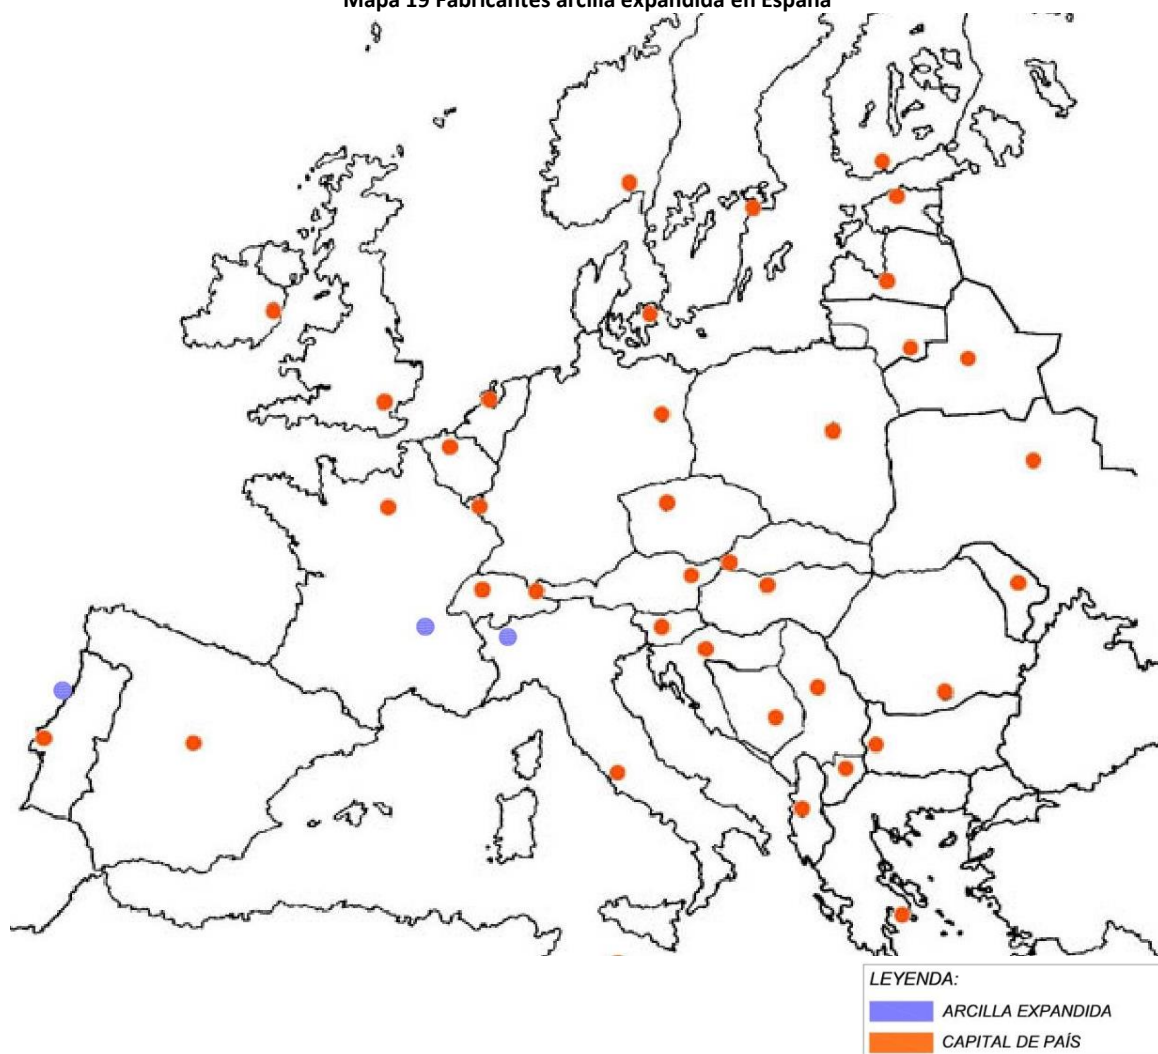 Mapa 19 Fabricantes arcilla expandida en España
LEYENDA:
ARCILLA EXPANDIDA
CAPITAL DE PAÍS